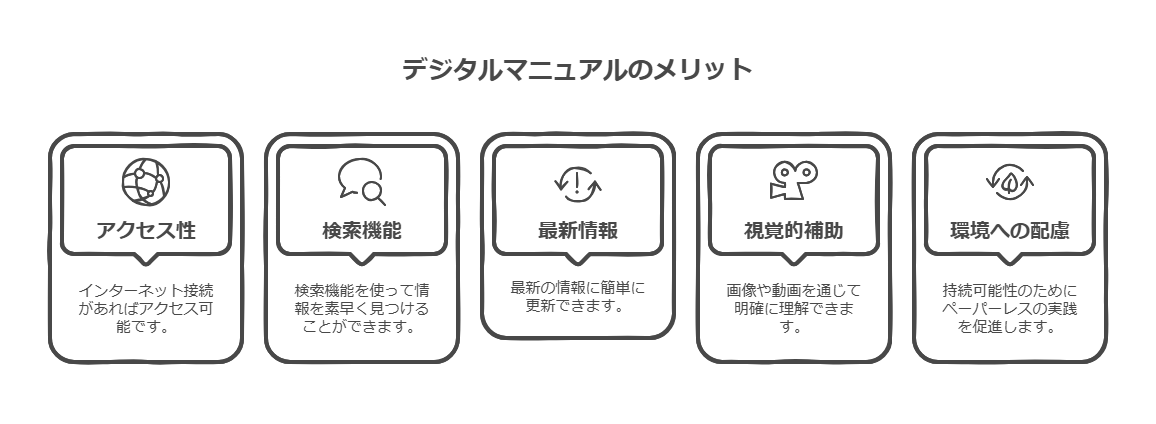 デジタルマニュアルのメリット
アクセス性
インターネット接続
があればアクセス可
能です。
検索機能
検索機能を使って情
報を素早く見つける
ことができます。
最新情報
最新の情報に簡単に
更新できます。
視覚的補助
画像や動画を通じて
明確に理解できま
す。
環境への配慮
持続可能性のために
ペーパーレスの実践
を促進します。